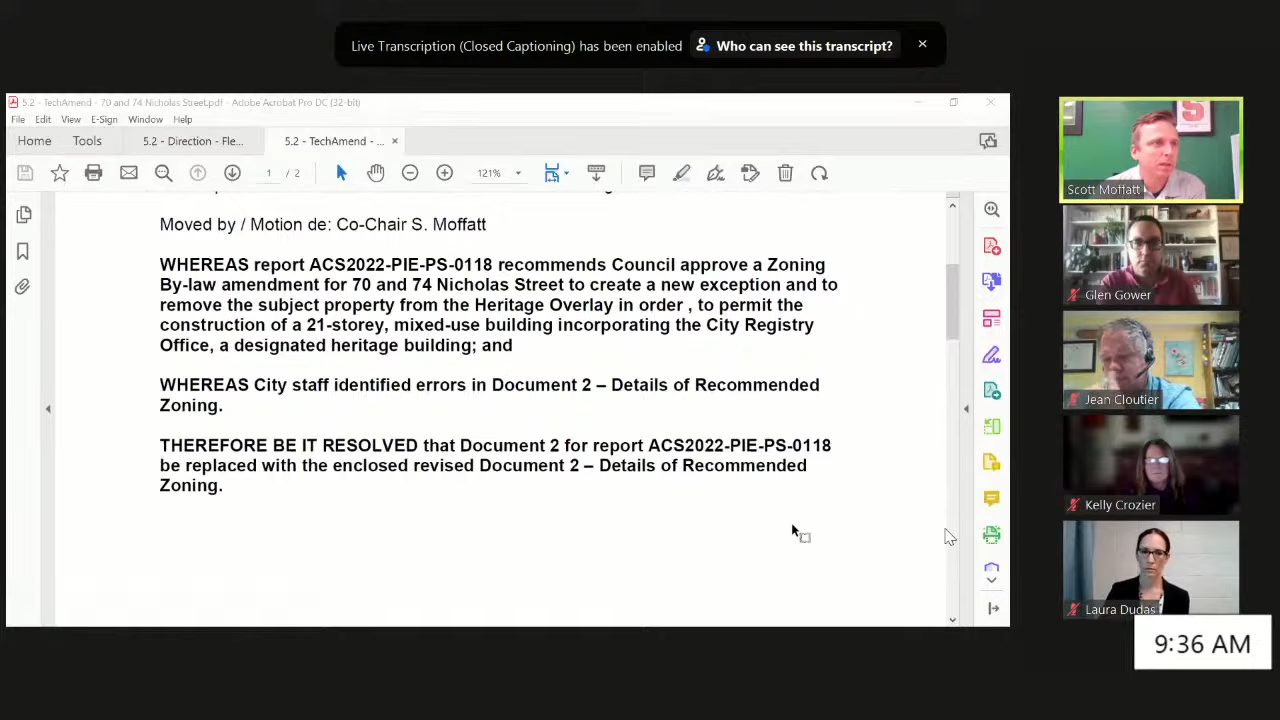 Live Transcription (Closed Captioning) has been enabled Who can see this transcript?
5.2 - TechAmend - 70 and 74 Nicholas Street.pdf - Adobe Acrobat Pro DC (32-bit)
File Edit View E-Sign Window Help
Home Tools 5.2 - Direction - Fle... 5.2 - TechAmend - ... ×
1 / 2 121%
Moved by / Motion de: Co-Chair S. Moffatt
WHEREAS report ACS2022-PIE-PS-0118 recommends Council approve a Zoning
By-law amendment for 70 and 74 Nicholas Street to create a new exception and to
remove the subject property from the Heritage Overlay in order , to permit the
construction of a 21-storey, mixed-use building incorporating the City Registry
Office, a designated heritage building; and
WHEREAS City staff identified errors in Document 2 – Details of Recommended
Zoning.
THEREFORE BE IT RESOLVED that Document 2 for report ACS2022-PIE-PS-0118
be replaced with the enclosed revised Document 2 – Details of Recommended
Zoning.
S
Scott Moffatt
Glen Gower
Jean Cloutier
Kelly Crozier
Laura Dudas
9:36 AM